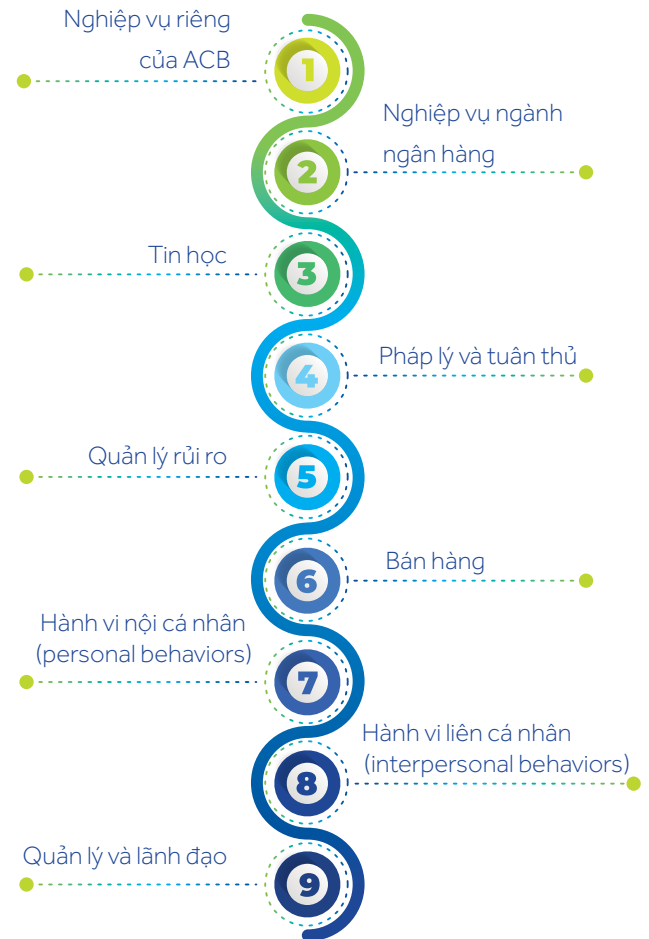 Nghiệp vụ riêng
của ACB
1
Nghiệp vụ ngành
ngân hàng
2
Tin học
3
Pháp lý và tuân thủ
4
Quản lý rủi ro
5
Bán hàng
6
Hành vi nội cá nhân
(personal behaviors)
7
Hành vi liên cá nhân
(interpersonal behaviors)
8
Quản lý và lãnh đạo
9